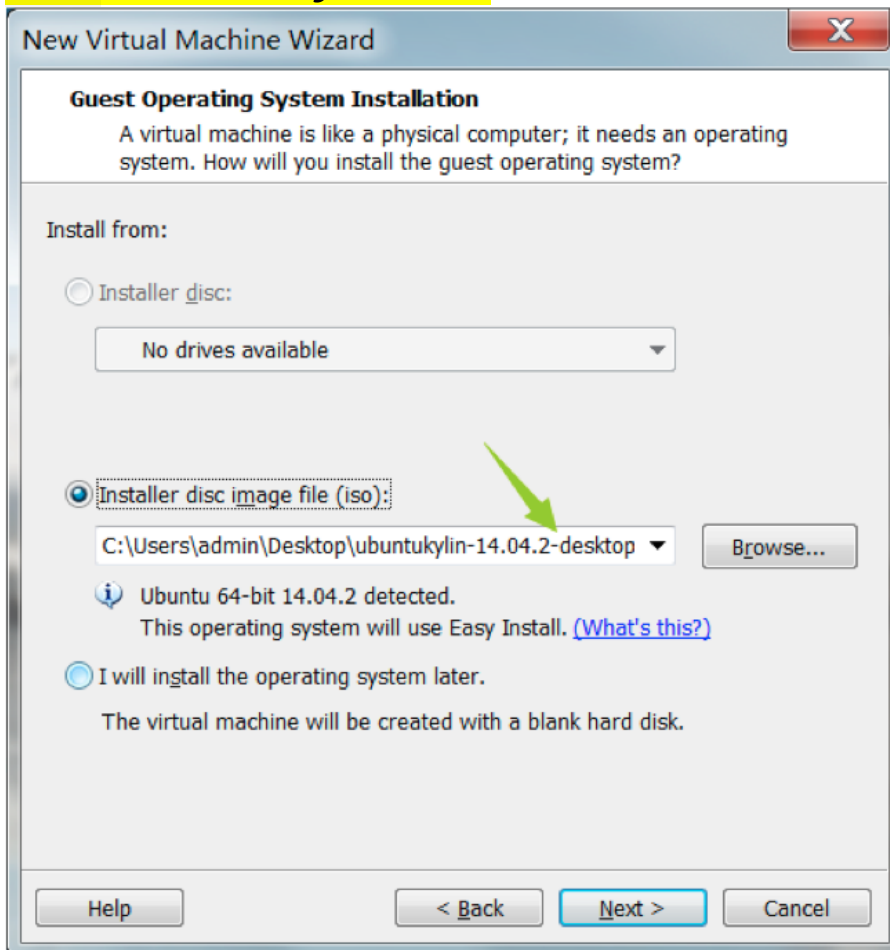 New Virtual Machine Wizard
Guest Operating System Installation
A virtual machine is like a physical computer; it needs an operating
system. How will you install the guest operating system?
Install from:
Installer disc:
No drives available
Installer disc image file (iso):
C:\Users\admin\Desktop\ubuntukylin-14.04.2-desktop
Browse...
Ubuntu 64-bit 14.04.2 detected.
This operating system will use Easy Install. (What's this?)
I will install the operating system later.
The virtual machine will be created with a blank hard disk.
Help
< Back
Next >
Cancel